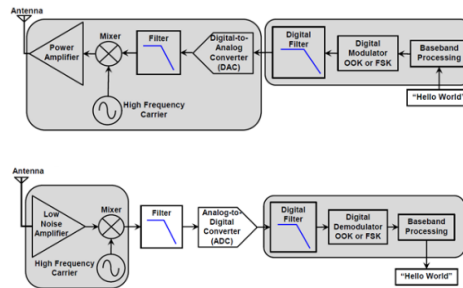 Antenna
Power
Amplifier
Mixer
High Frequency
Carrier
Filter
Digital-to-
Analog
Converter
(DAC)
Digital
Filter
Digital
Modulator
OOK or FSK
Baseband
Processing
"Hello World"
Antenna
Low
Noise
Amplifier
Mixer
High Frequency
Carrier
Filter
Analog-to-
Digital
Converter
(ADC)
Digital
Filter
Digital
Demodulator
OOK or FSK
Baseband
Processing
"Hello World"